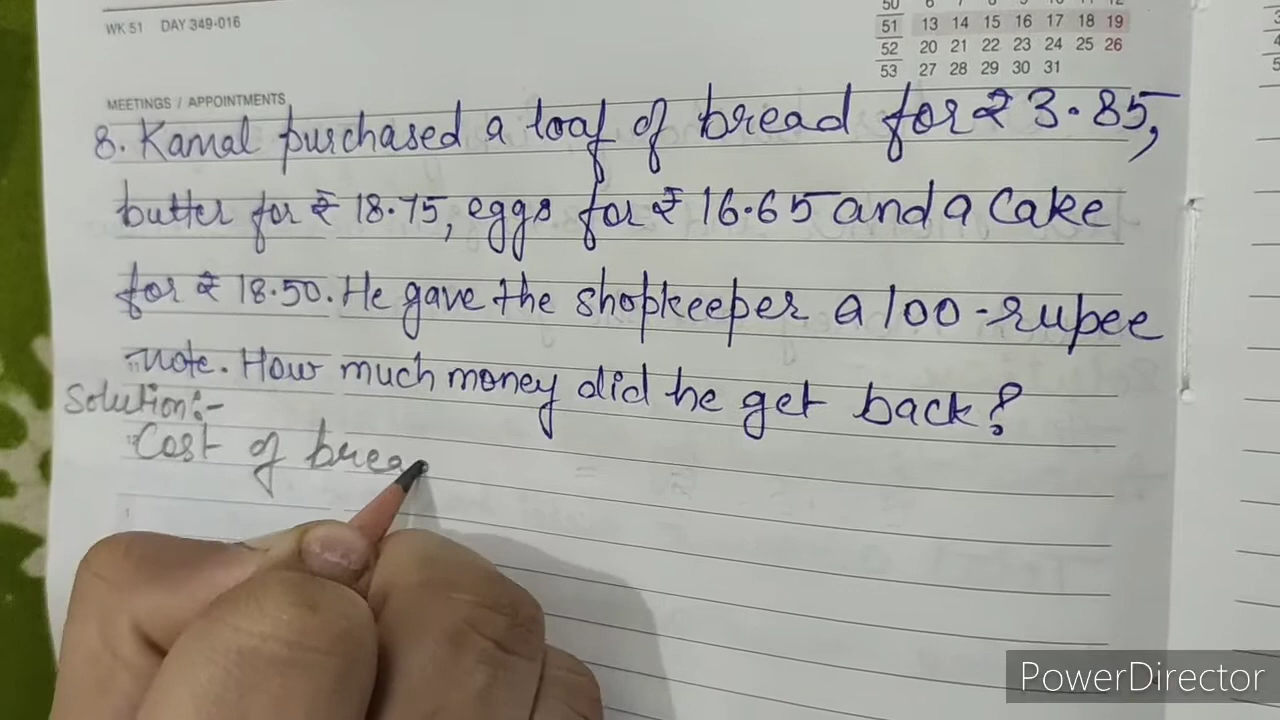 WK 51 DAY 349-016
51 13 14 15 16 17 18 19
52 20 21 22 23 24 25 26
53 27 28 29 30 31
MEETINGS / APPOINTMENTS
8. Kamal purchased a loaf of bread for ₹ 3.85,
butter for ₹ 18.75, eggs for ₹ 16.65 and a Cake
for ₹ 18.50. He gave the shopkeeper a 100-rupee
note. How much money did he get back?
Solution:-
Cost of brea
PowerDirector